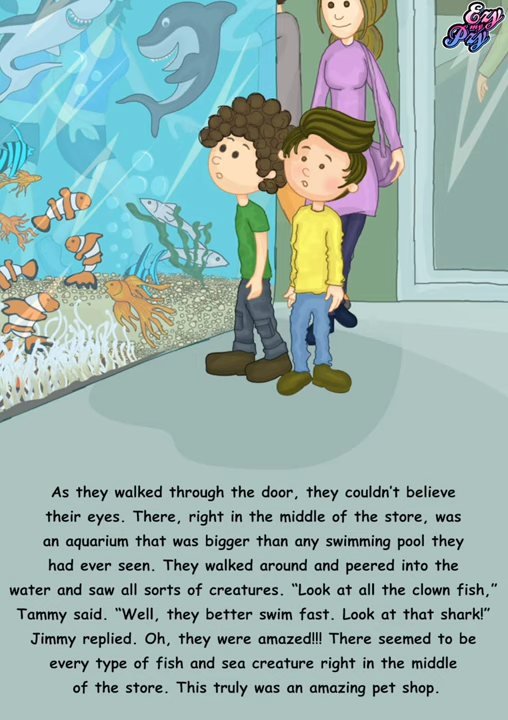 Ezy
my
Pzy
As they walked through the door, they couldn't believe
their eyes. There, right in the middle of the store, was
an aquarium that was bigger than any swimming pool they
had ever seen. They walked around and peered into the
water and saw all sorts of creatures. “Look at all the clown fish,”
Tammy said. “Well, they better swim fast. Look at that shark!”
Jimmy replied. Oh, they were amazed!!! There seemed to be
every type of fish and sea creature right in the middle
of the store. This truly was an amazing pet shop.